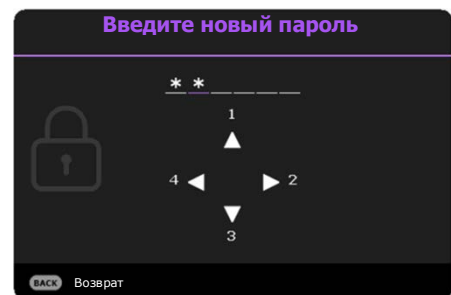 Введите новый пароль
* * _ _ _ _
1
4 2
3
BACK Возврат